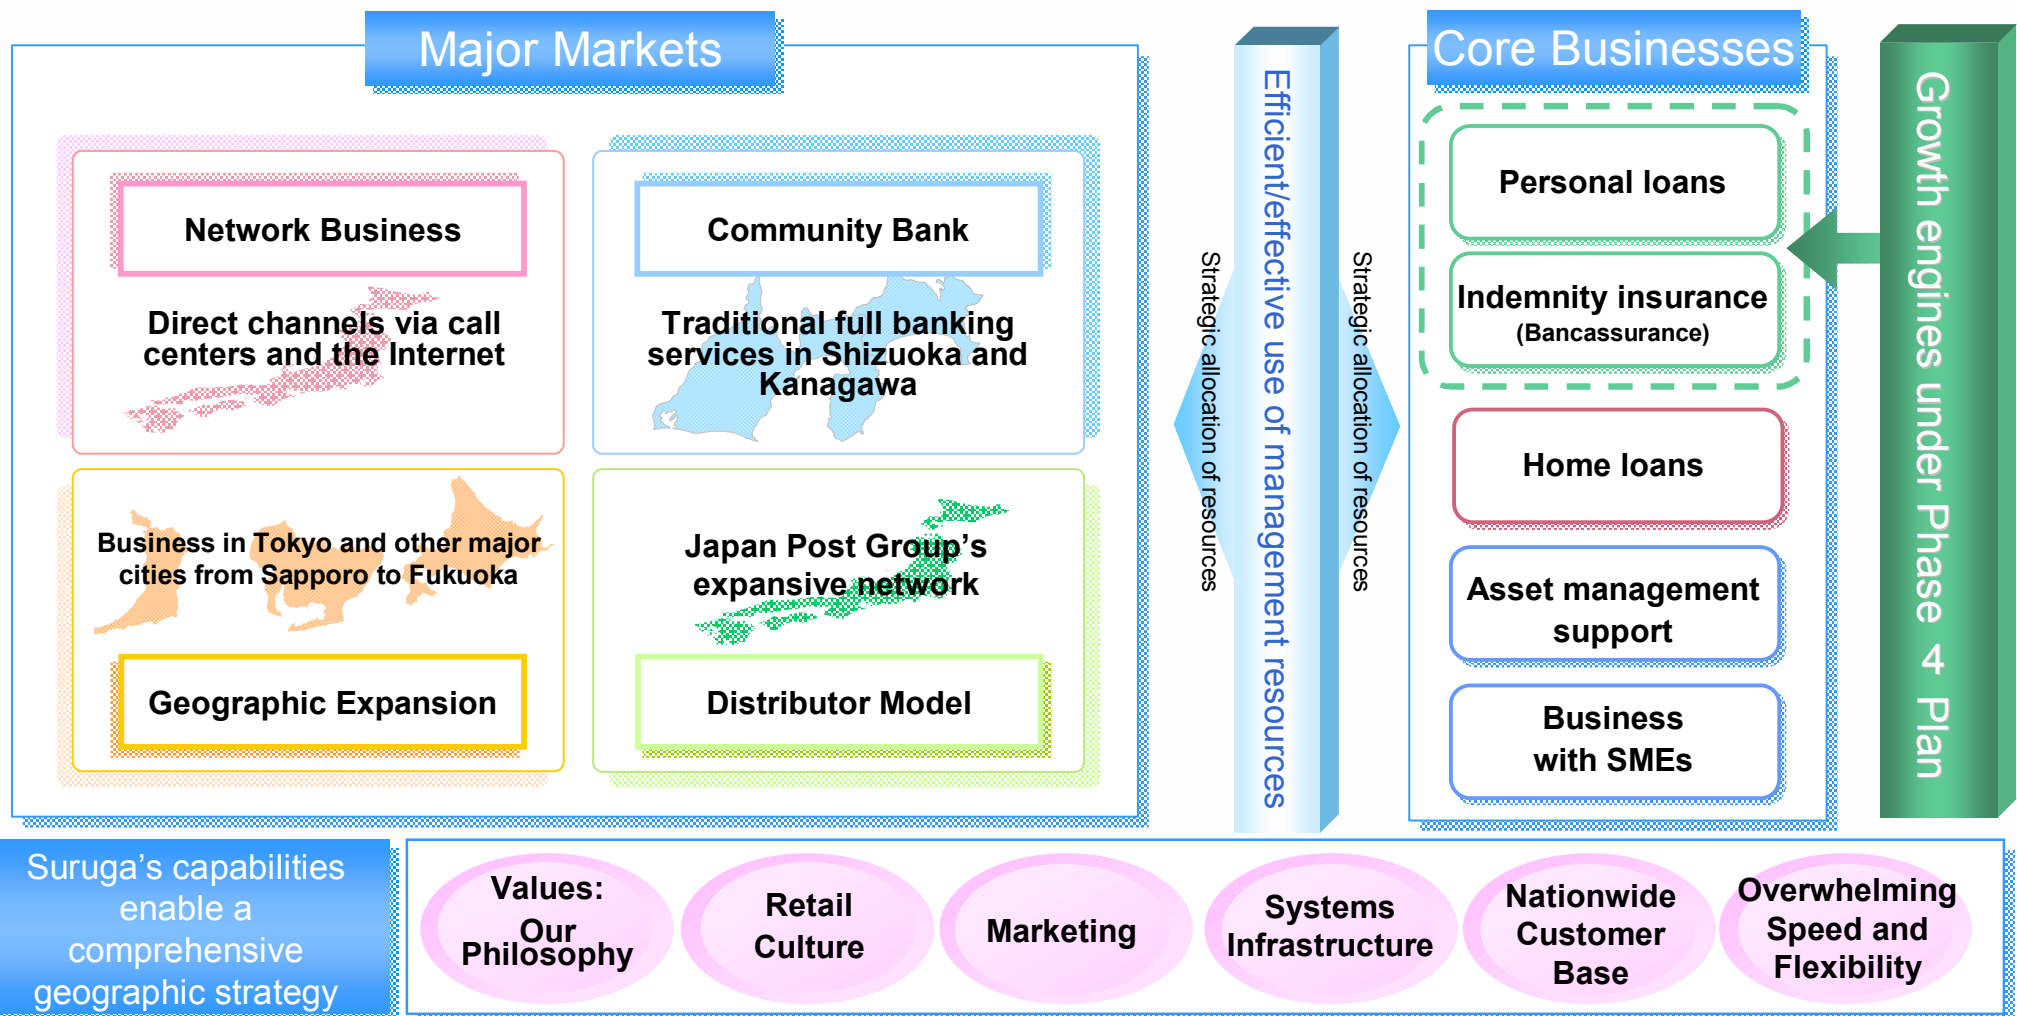 Major Markets
Network Business
Direct channels via call
centers and the Internet
Community Bank
Traditional full banking
services in Shizuoka and
Kanagawa
Business in Tokyo and other major
cities from Sapporo to Fukuoka
Geographic Expansion
Japan Post Group’s
expansive network
Distributor Model
Strategic allocation of resources
Efficient/effective use of management resources
Strategic allocation of resources
Core Businesses
Personal loans
Indemnity insurance
(Bancassurance)
Home loans
Asset management
support
Business
with SMEs
Growth engines under Phase 4 Plan
Suruga’s capabilities
enable a
comprehensive
geographic strategy
Values:
Our
Philosophy
Retail
Culture
Marketing
Systems
Infrastructure
Nationwide
Customer
Base
Overwhelming
Speed and
Flexibility